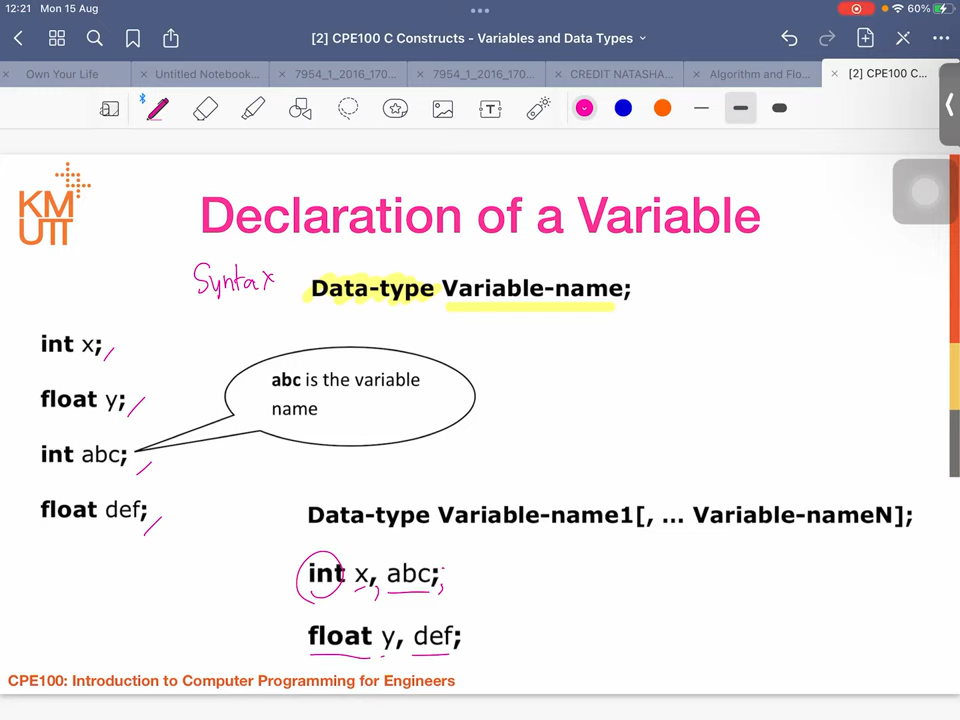 12:21 Mon 15 Aug
60%
[2] CPE100 C Constructs - Variables and Data Types
Own Your Life
Untitled Notebook...
7954_1_2016_170...
7954_1_2016_170...
CREDIT NATASHA...
Algorithm and Flo...
[2] CPE100 C...
KM
UTT
Declaration of a Variable
Syntax Data-type Variable-name;
int x;
float y;
int abc;
float def;
abc is the variable
name
Data-type Variable-name1[, ... Variable-nameN];
int x, abc;
float y, def;
CPE100: Introduction to Computer Programming for Engineers